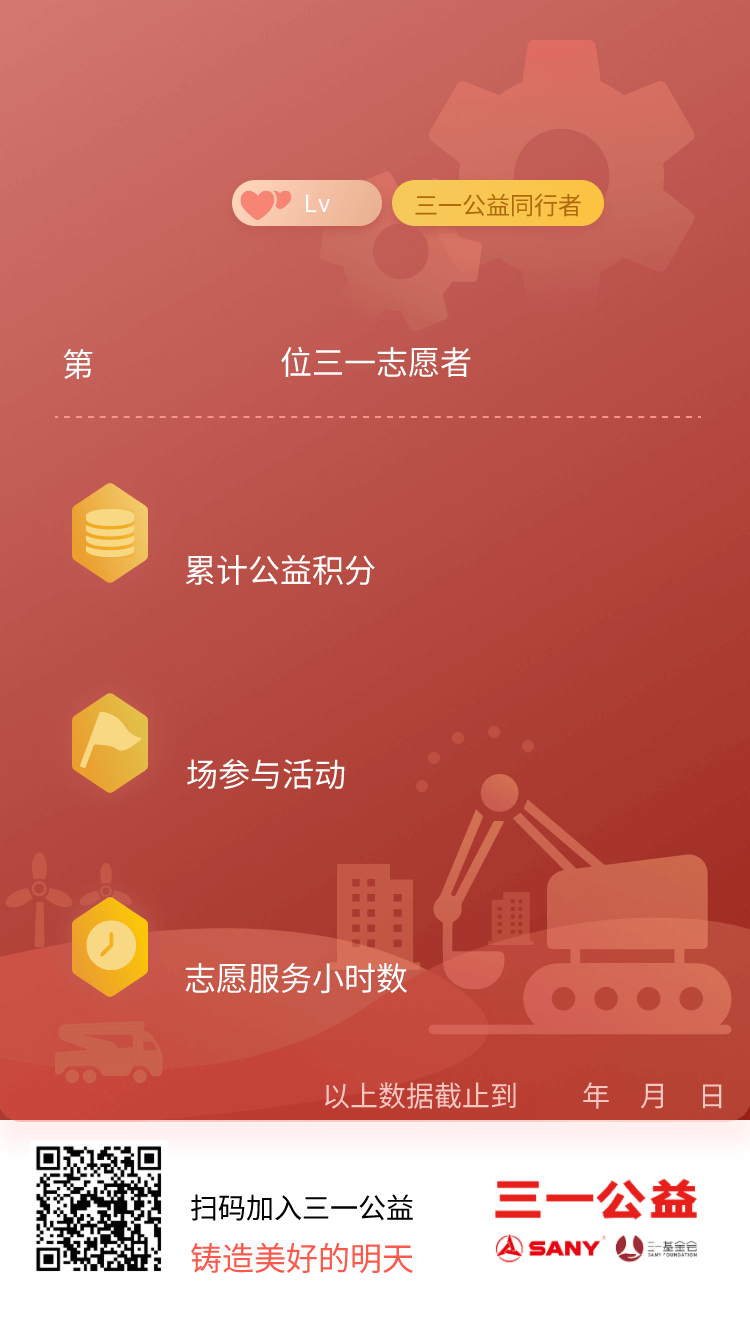 Lv
三一公益同行者
第 位三一志愿者
累计公益积分
场参与活动
志愿服务小时数
以上数据截止到 年 月 日
扫码加入三一公益
铸造美好的明天
三一公益
SANY
三一基金会
SANY FOUNDATION